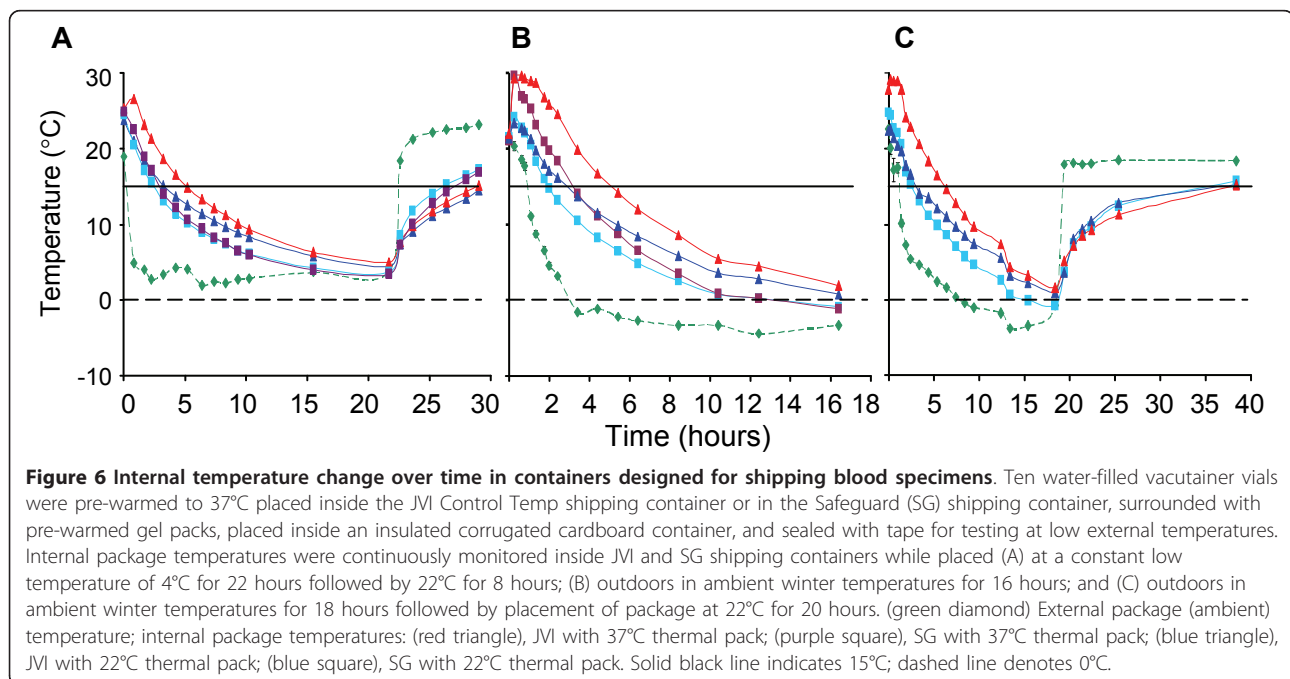 A B C
Temperature (°C)
30
20
10
0
-10
0 5 10 15 20 25 30
2 4 6 8 10 12 14 16 18
5 10 15 20 25 30 35 40
Time (hours)
Figure 6 Internal temperature change over time in containers designed for shipping blood specimens. Ten water-filled vacutainer vials
were pre-warmed to 37°C placed inside the JVI Control Temp shipping container or in the Safeguard (SG) shipping container, surrounded with
pre-warmed gel packs, placed inside an insulated corrugated cardboard container, and sealed with tape for testing at low external temperatures.
Internal package temperatures were continuously monitored inside JVI and SG shipping containers while placed (A) at a constant low
temperature of 4°C for 22 hours followed by 22°C for 8 hours; (B) outdoors in ambient winter temperatures for 16 hours; and (C) outdoors in
ambient winter temperatures for 18 hours followed by placement of package at 22°C for 20 hours. (green diamond) External package (ambient)
temperature; internal package temperatures: (red triangle), JVI with 37°C thermal pack; (purple square), SG with 37°C thermal pack; (blue triangle),
JVI with 22°C thermal pack; (blue square), SG with 22°C thermal pack. Solid black line indicates 15°C; dashed line denotes 0°C.